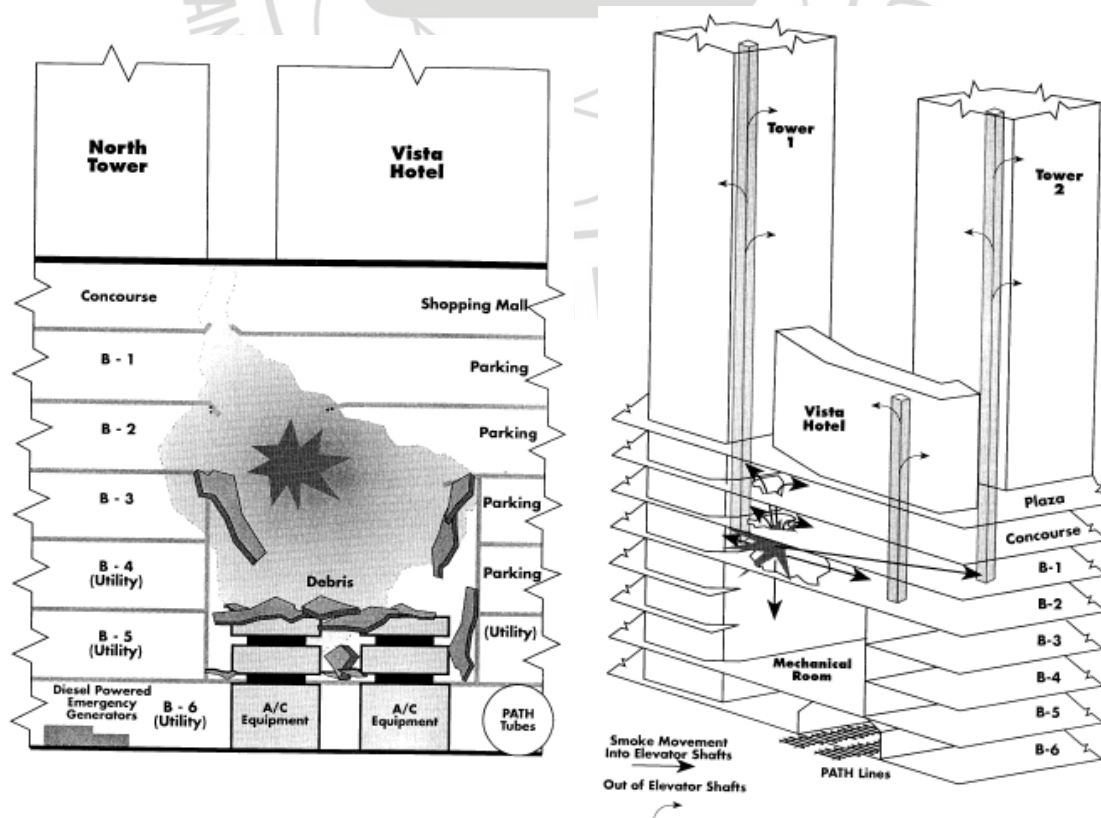 North
Tower
Vista
Hotel
Concourse
Shopping Mall
B - 1
Parking
B - 2
Parking
B - 3
Parking
B - 4
(Utility)
Parking
Debris
B - 5
(Utility)
(Utility)
Diesel Powered
Emergency
Generators
B - 6
(Utility)
A/C
Equipment
A/C
Equipment
PATH
Tubes
Tower
1
Tower
2
Vista
Hotel
Plaza
Concourse
B-1
B-2
B-3
Mechanical
Room
B-4
B-5
B-6
Smoke Movement
Into Elevator Shafts
PATH Lines
Out of Elevator Shafts